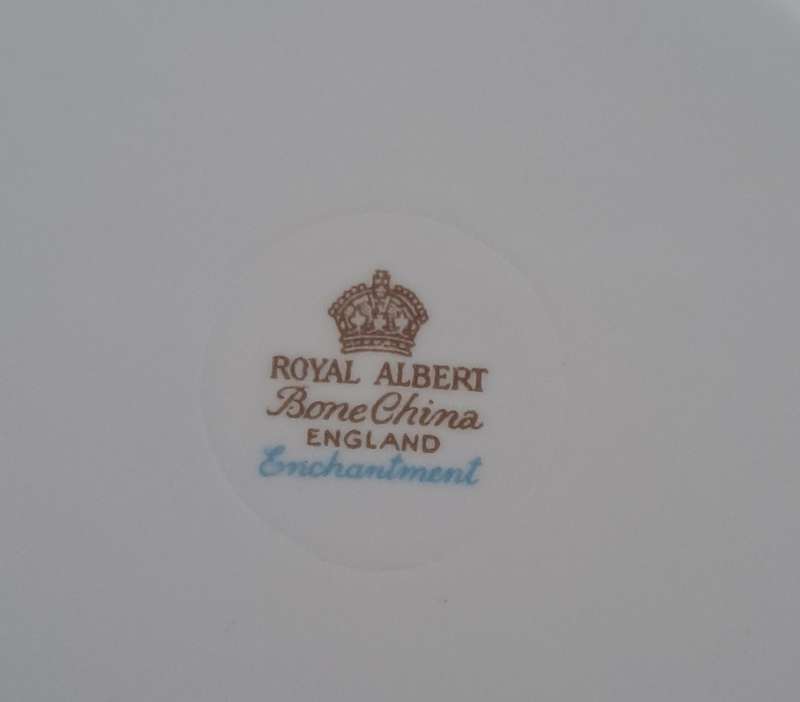 ROYAL ALBERT
Bone China
ENGLAND
Enchantment